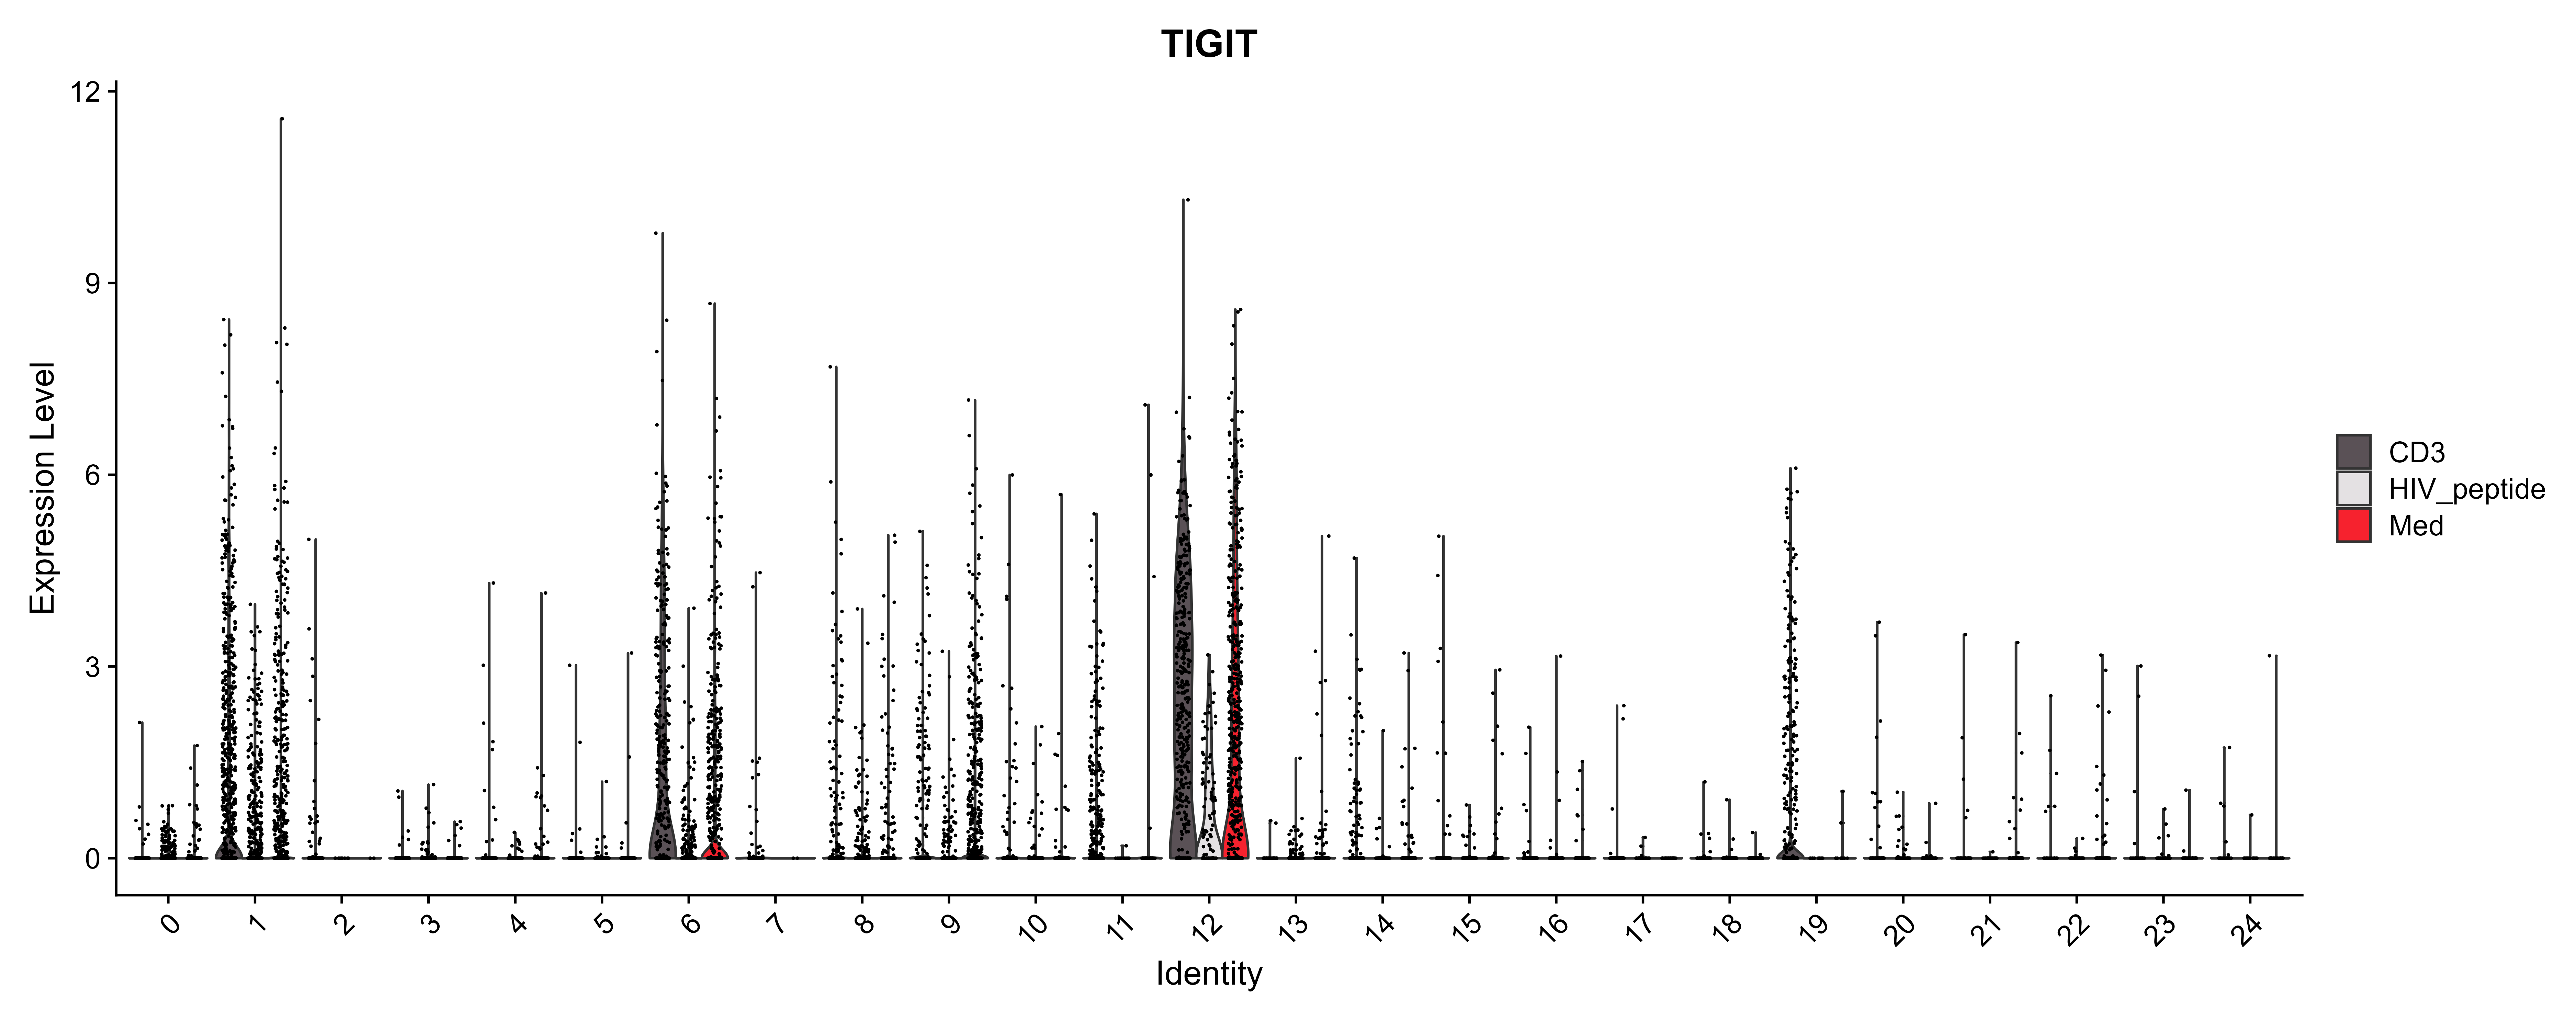 TIGIT
12
9
6
3
0
Expression Level
0 1 2 3 4 5 6 7 8 9 10 11 12 13 14 15 16 17 18 19 20 21 22 23 24
Identity
CD3
HIV_peptide
Med